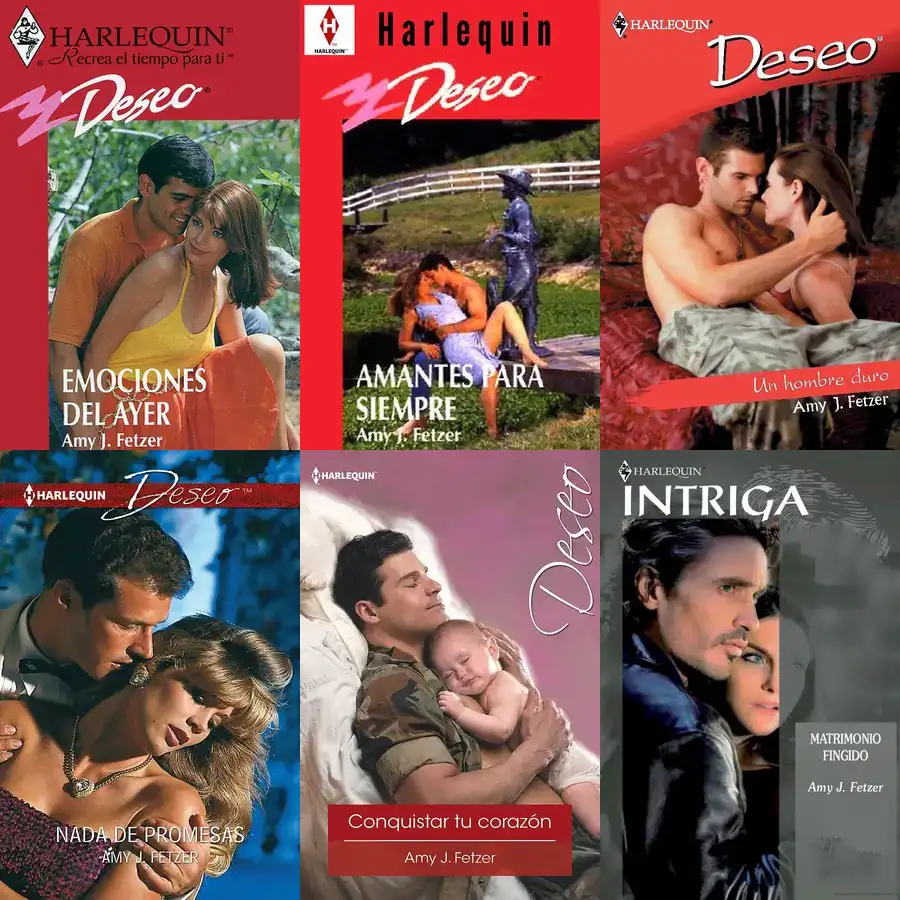 HARLEQUIN®
Recrea el tiempo para ti™
Deseo®
EMOCIONES
DEL AYER
Amy J. Fetzer
HARLEQUIN™
Harlequin
Deseo®
AMANTES PARA
SIEMPRE
Amy J. Fetzer
HARLEQUIN®
Deseo
Un hombre duro
Amy J. Fetzer
HARLEQUIN
Deseo™
NADA DE PROMESAS
AMY J. FETZER
HARLEQUIN™
Deseo
Conquistar tu corazón
Amy J. Fetzer
HARLEQUIN®
INTRIGA
MATRIMONIO
FINGIDO
Amy J. Fetzer